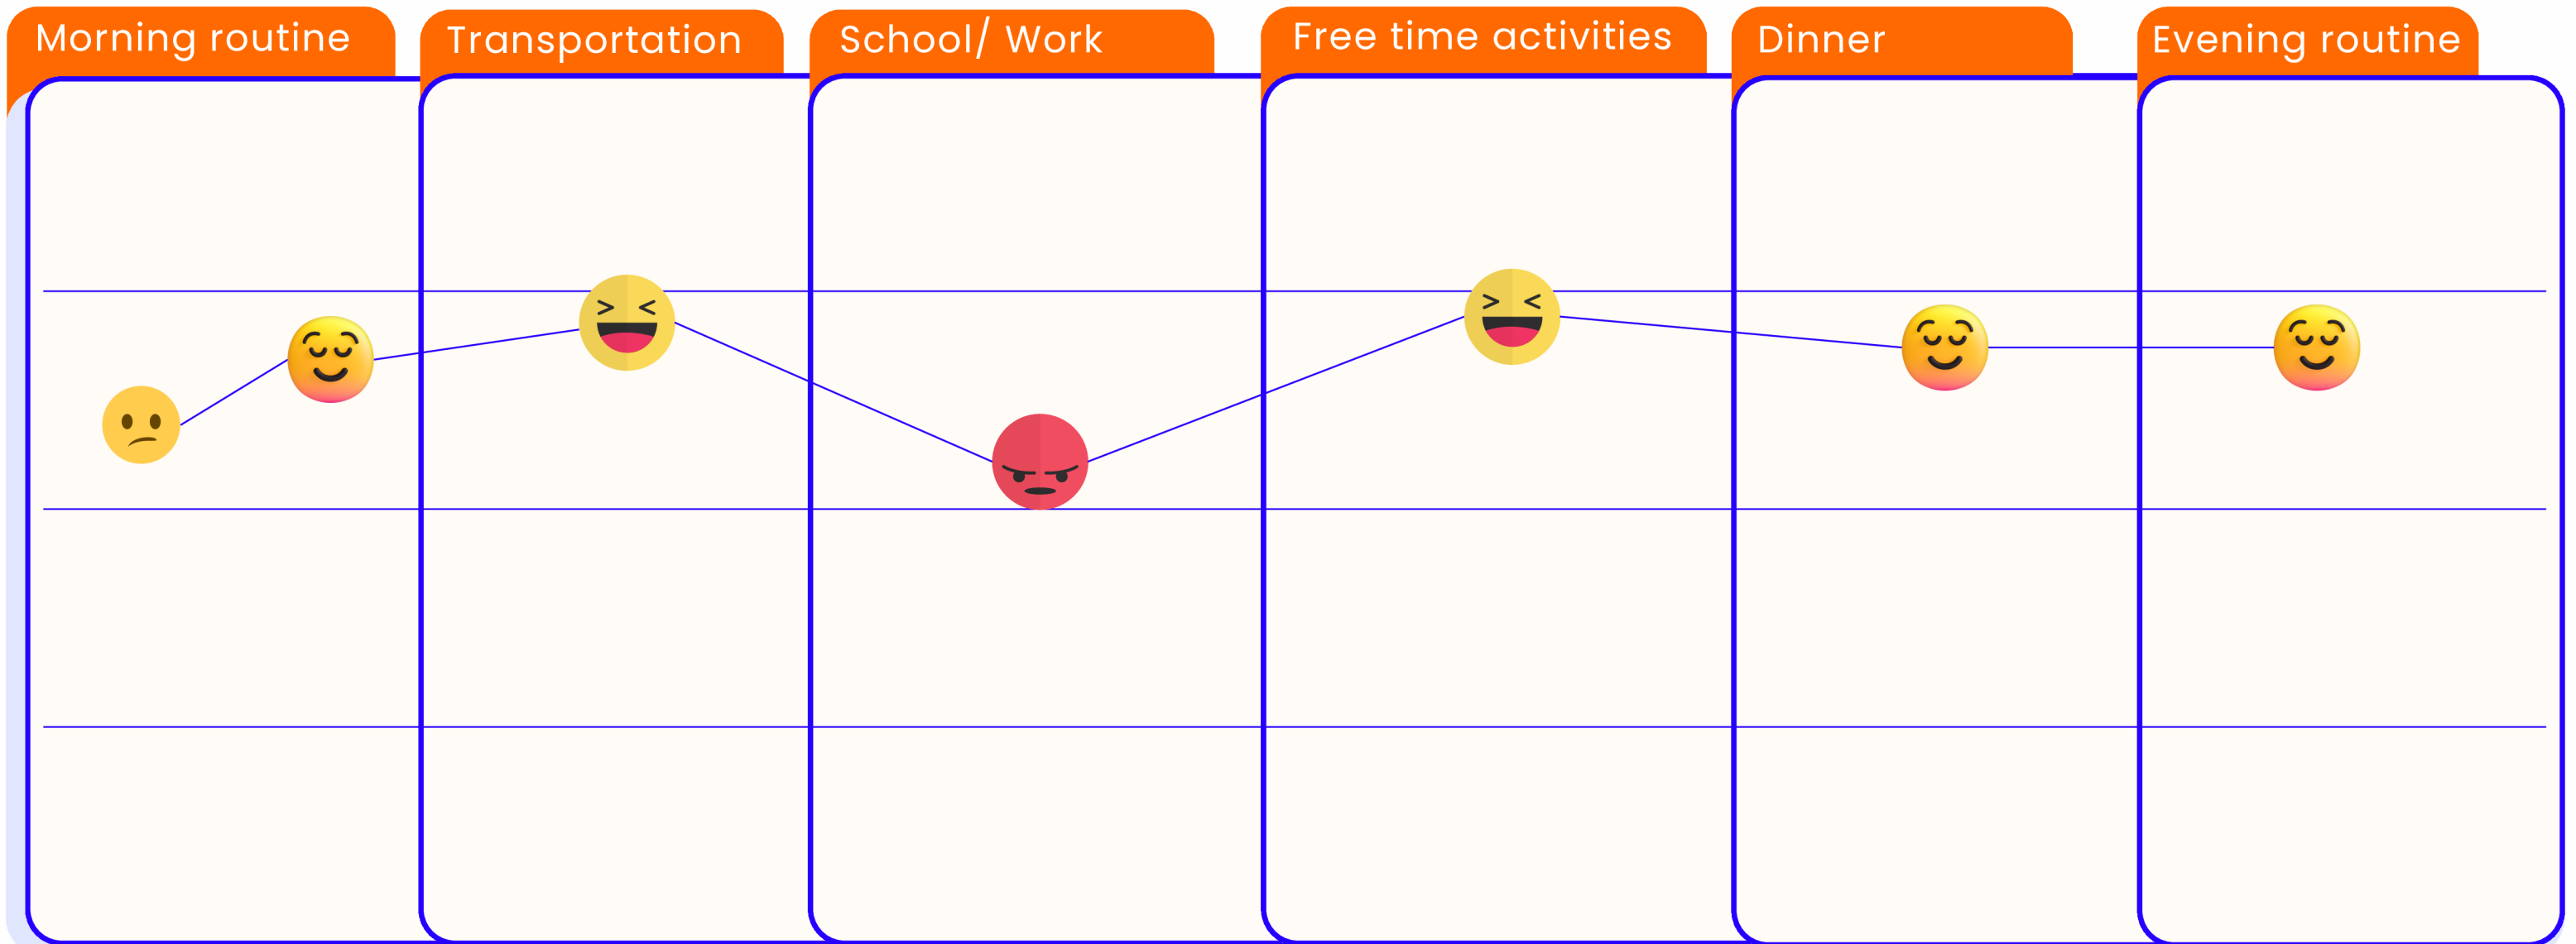 Morning routine
Transportation
School/ Work
Free time activities
Dinner
Evening routine